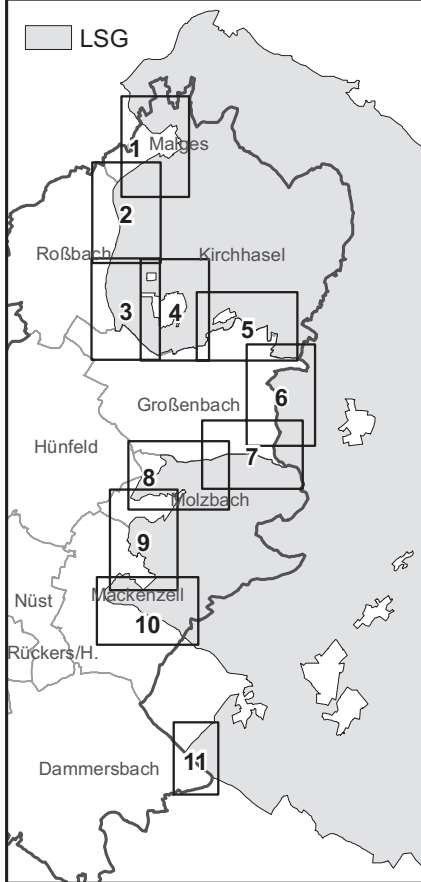 LSG
1
Malges
2
Roßbach
Kirchhasel
3
4
5
6
Großenbach
Hünfeld
7
8
Molzbach
9
Nüst
Mackenzell
10
Rückers/H.
11
Dammersbach